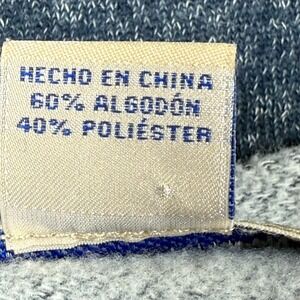 HECHO EN CHINA
60% ALGODÓN
40% POLIÉSTER